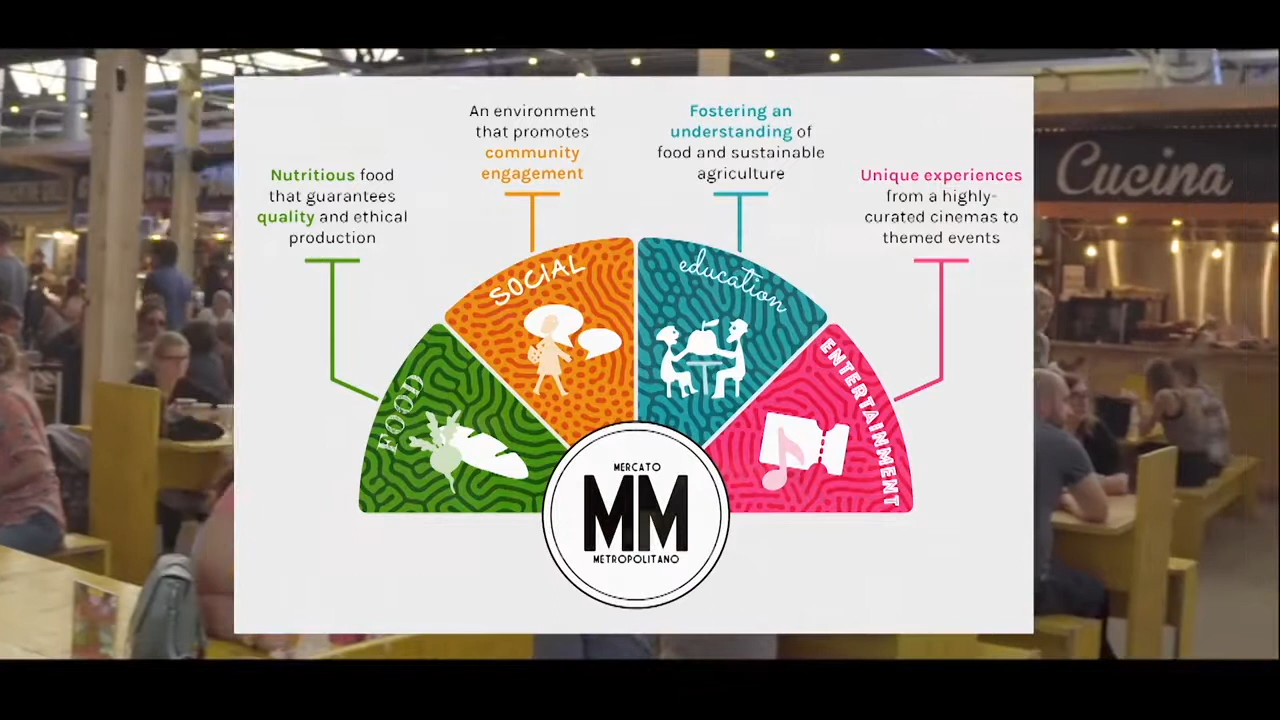 An environment
that promotes
community
engagement
Fostering an
understanding of
food and sustainable
agriculture
Nutritious food
that guarantees
quality and ethical
production
Unique experiences
from a highly-
curated cinemas to
themed events
Cucina
SOCIAL
education
FOOD
ENTERTAINMENT
MERCATO
MM
METROPOLITANO